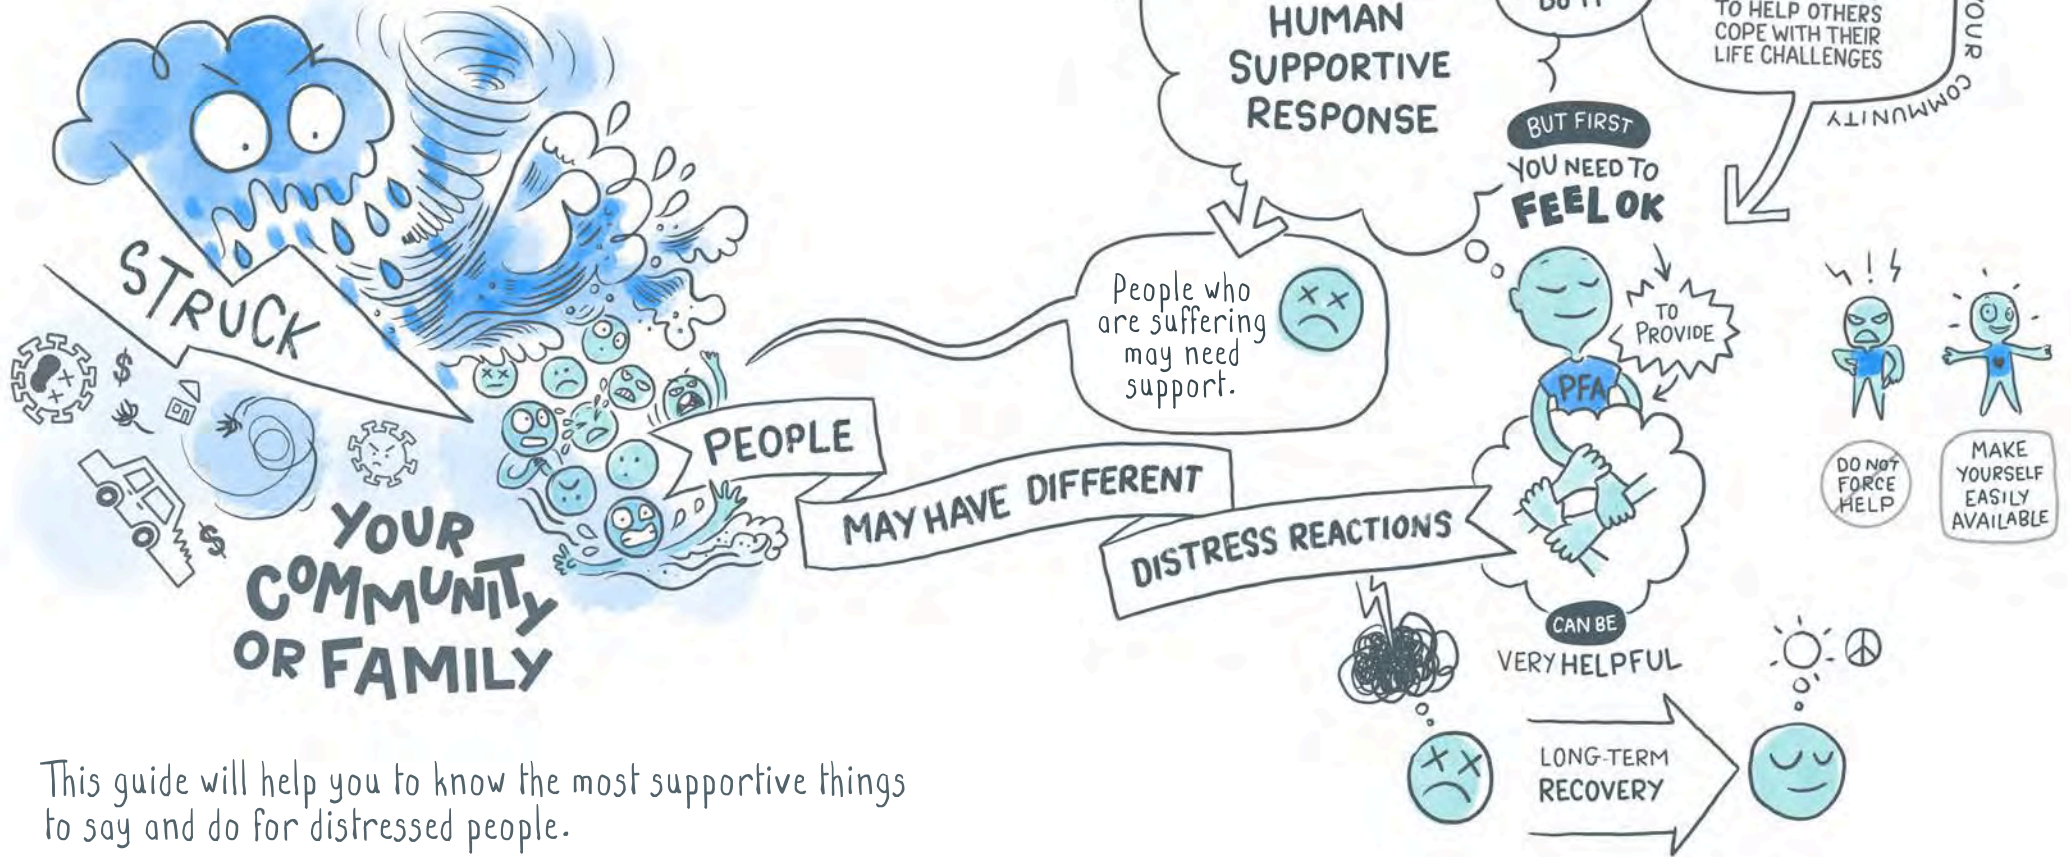 STRUCK
$
$
YOUR
COMMUNITY
OR FAMILY
PEOPLE
MAY HAVE DIFFERENT
DISTRESS REACTIONS
People who
are suffering
may need
support.
HUMAN
SUPPORTIVE
RESPONSE
BUT FIRST
YOU NEED TO
FEEL OK
TO
PROVIDE
PFA
CAN BE
VERY HELPFUL
LONG-TERM
RECOVERY
TO HELP OTHERS
COPE WITH THEIR
LIFE CHALLENGES
YOUR COMMUNITY
!
DO NOT
FORCE
HELP
MAKE
YOURSELF
EASILY
AVAILABLE
This guide will help you to know the most supportive things
to say and do for distressed people.